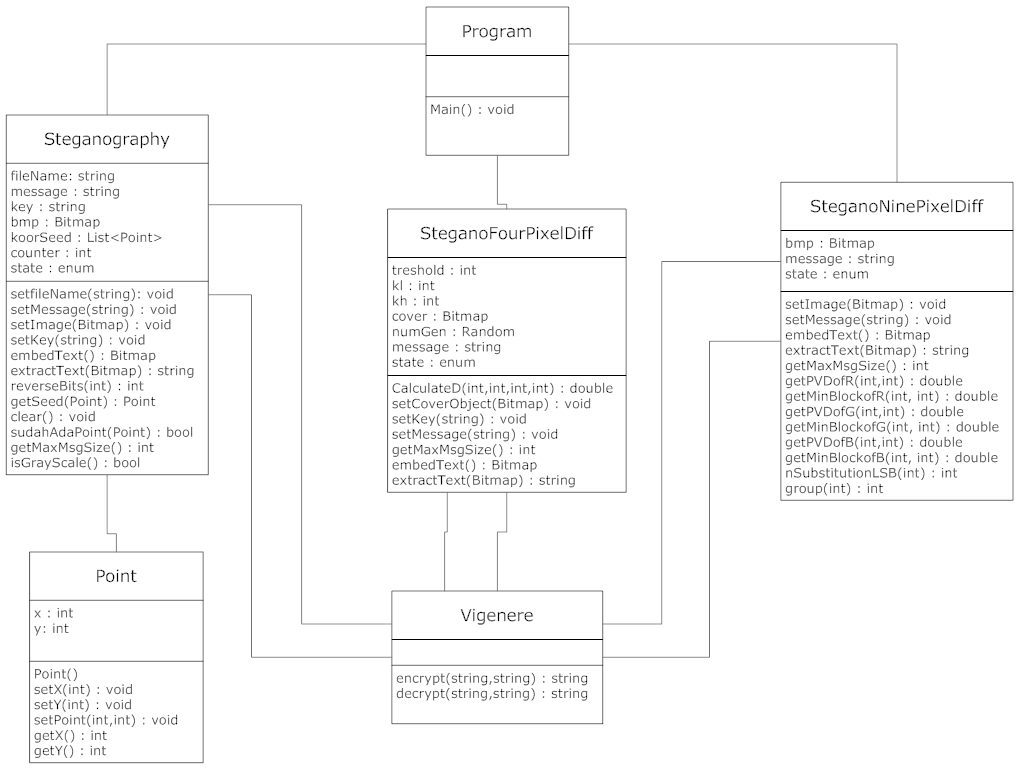 Program
Main() : void
Steganography
fileName: string
message : string
key : string
bmp : Bitmap
koorSeed : List<Point>
counter : int
state : enum
setfileName(string): void
setMessage(string) : void
setImage(Bitmap) : void
setKey(string) : void
embedText() : Bitmap
extractText(Bitmap) : string
reverseBits(int) : int
getSeed(Point) : Point
clear() : void
sudahAdaPoint(Point) : bool
getMaxMsgSize() : int
isGrayScale() : bool
SteganoFourPixelDiff
treshold : int
kl : int
kh : int
cover : Bitmap
numGen : Random
message : string
state : enum
CalculateD(int,int,int,int) : double
setCoverObject(Bitmap) : void
setKey(string) : void
setMessage(string) : void
getMaxMsgSize() : int
embedText() : Bitmap
extractText(Bitmap) : string
SteganoNinePixelDiff
bmp : Bitmap
message : string
state : enum
setImage(Bitmap) : void
setMessage(string) : void
embedText() : Bitmap
extractText(Bitmap) : string
getMaxMsgSize() : int
getPVDofR(int,int) : double
getMinBlockofR(int, int) : double
getPVDofG(int,int) : double
getMinBlockofG(int, int) : double
getPVDofB(int,int) : double
getMinBlockofB(int, int) : double
nSubstitutionLSB(int) : int
group(int) : int
Point
x : int
y: int
Point()
setX(int) : void
setY(int) : void
setPoint(int,int) : void
getX() : int
getY() : int
Vigenere
encrypt(string,string) : string
decrypt(string,string) : string